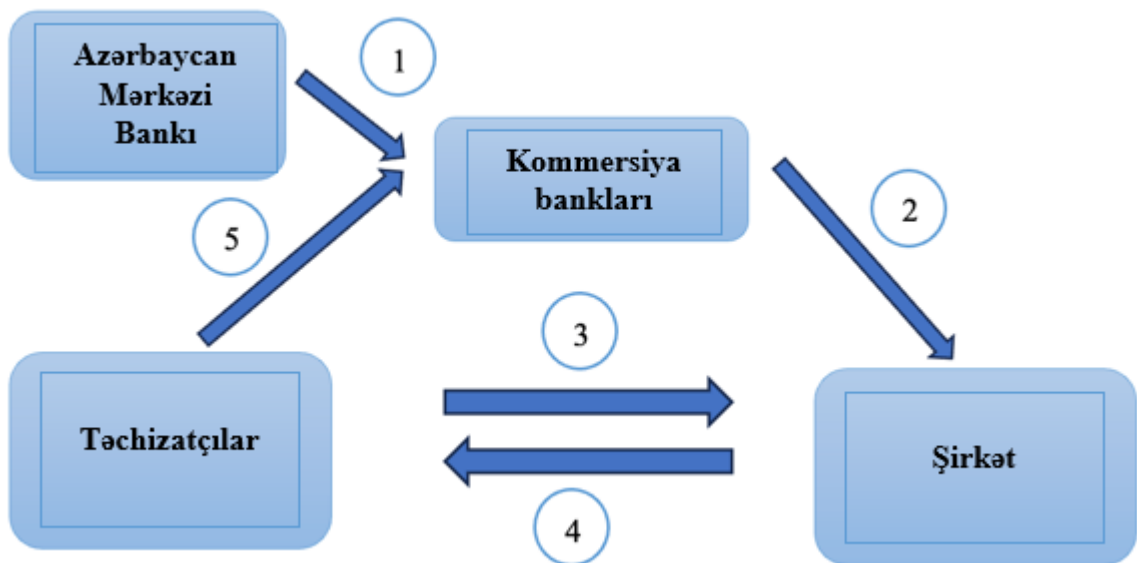 Azərbaycan
Mərkəzi
Bankı
1
Kommersiya
bankları
2
5
3
Təchizatçılar
Şirkət
4